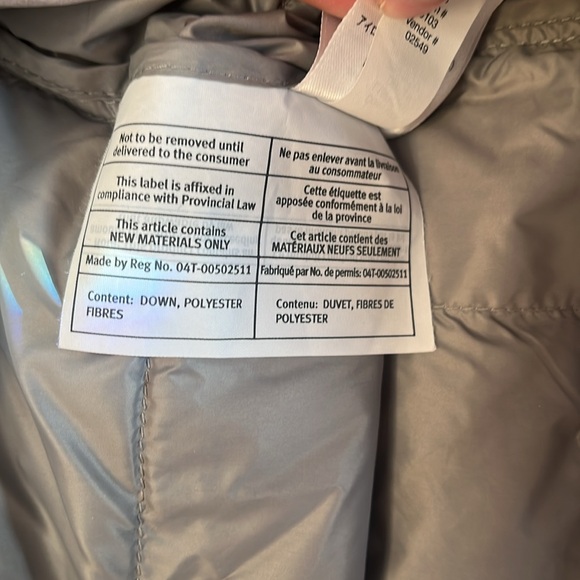 Vendor #
02549
Not to be removed until
delivered to the consumer
Ne pas enlever avant la livraison
au consommateur
This label is affixed in
compliance with Provincial Law
Cette étiquette est
apposée conformément à la loi
de la province
This article contains
NEW MATERIALS ONLY
Cet article contient des
MATÉRIAUX NEUFS SEULEMENT
Made by Reg No. 04T-00502511
Fabriqué par No. de permis: 04T-00502511
Content: DOWN, POLYESTER
FIBRES
Contenu: DUVET, FIBRES DE
POLYESTER